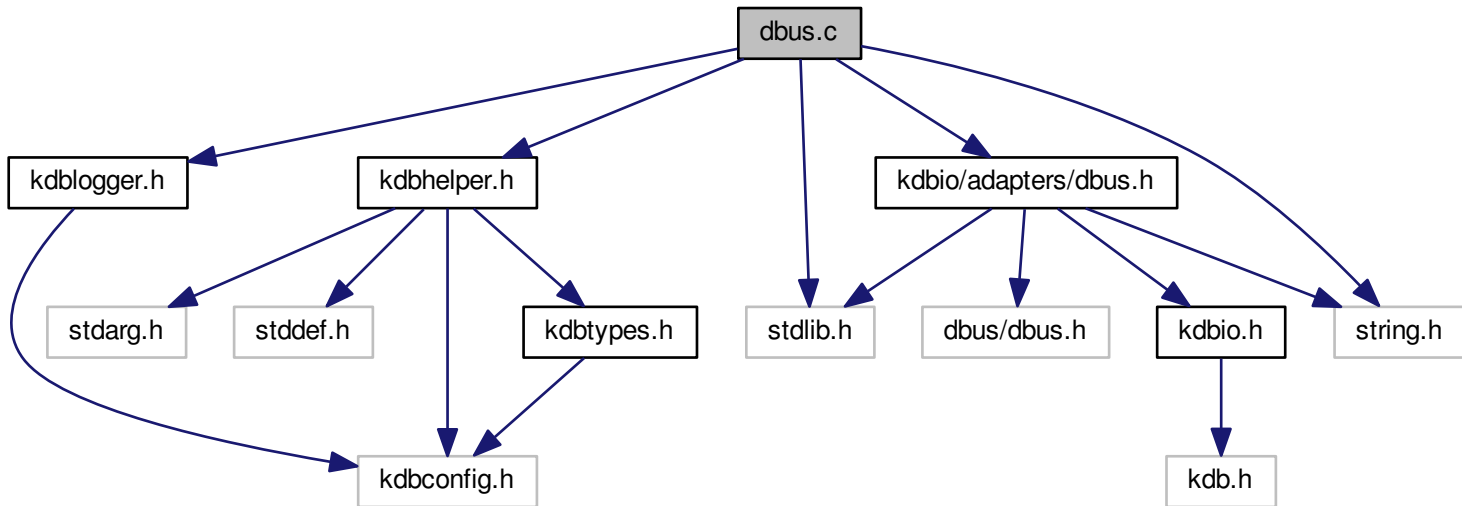 dbus.c
kdblogger.h
kdbhelper.h
kdbio/adapters/dbus.h
stdarg.h
stddef.h
kdbtypes.h
stdlib.h
dbus/dbus.h
kdbio.h
string.h
kdbconfig.h
kdb.h